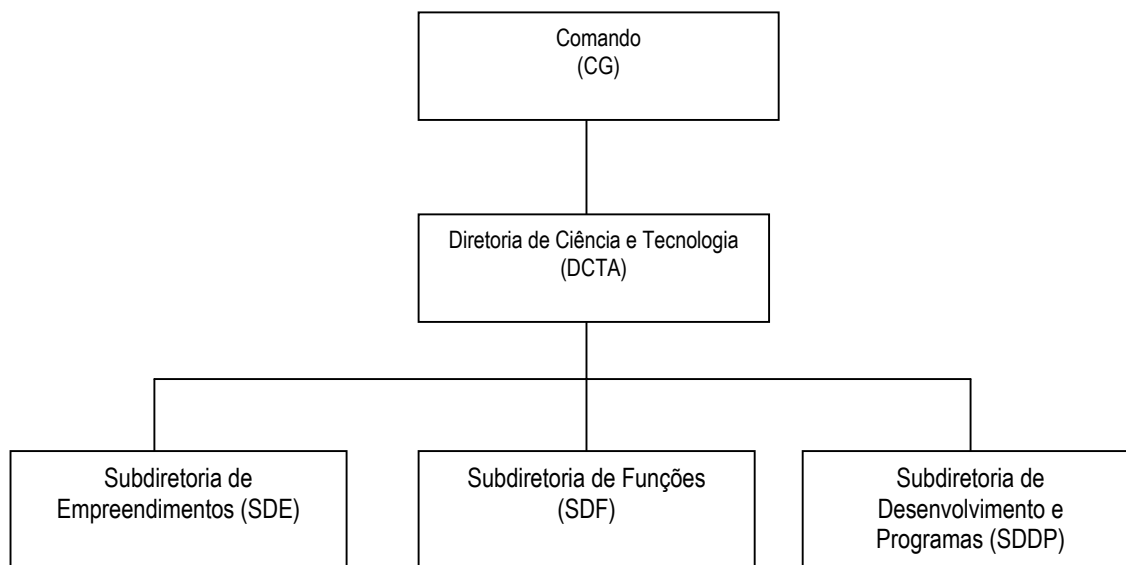 Comando
(CG)
Diretoria de Ciência e Tecnologia
(DCTA)
Subdiretoria de
Empreendimentos (SDE)
Subdiretoria de Funções
(SDF)
Subdiretoria de
Desenvolvimento e
Programas (SDDP)